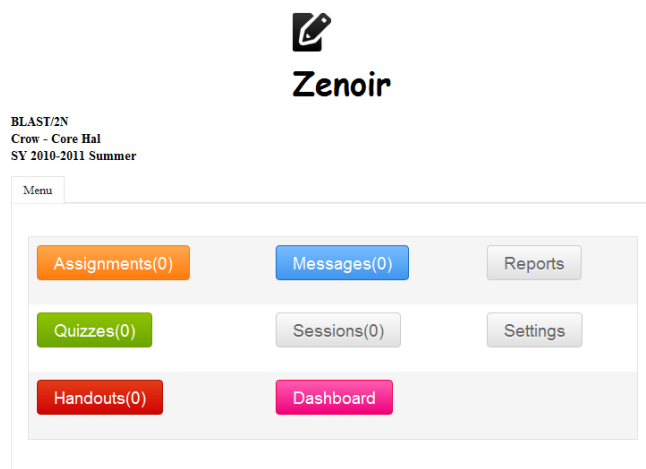 Zenoir
BLAST/2N
Crow - Core Hal
SY 2010-2011 Summer
Menu
Assignments(0) Messages(0) Reports
Quizzes(0) Sessions(0) Settings
Handouts(0) Dashboard